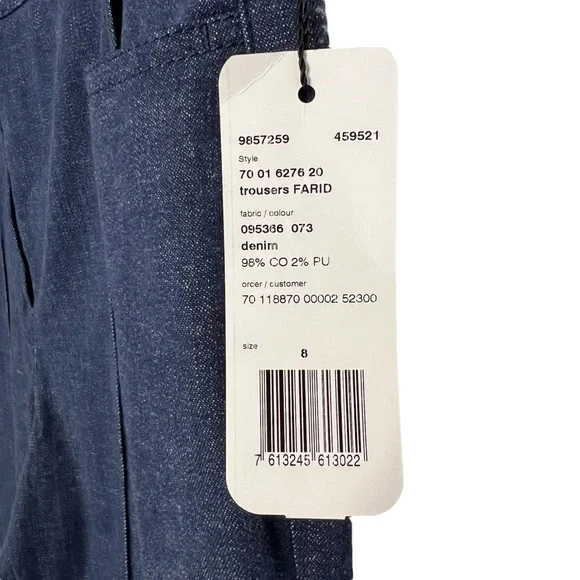 9857259 459521
Style
70 01 6276 20
trousers FARID
fabric / colour
095366 073
denim
98% CO 2% PU
order / customer
70 118870 00002 52300
size
8
7 613245 613022